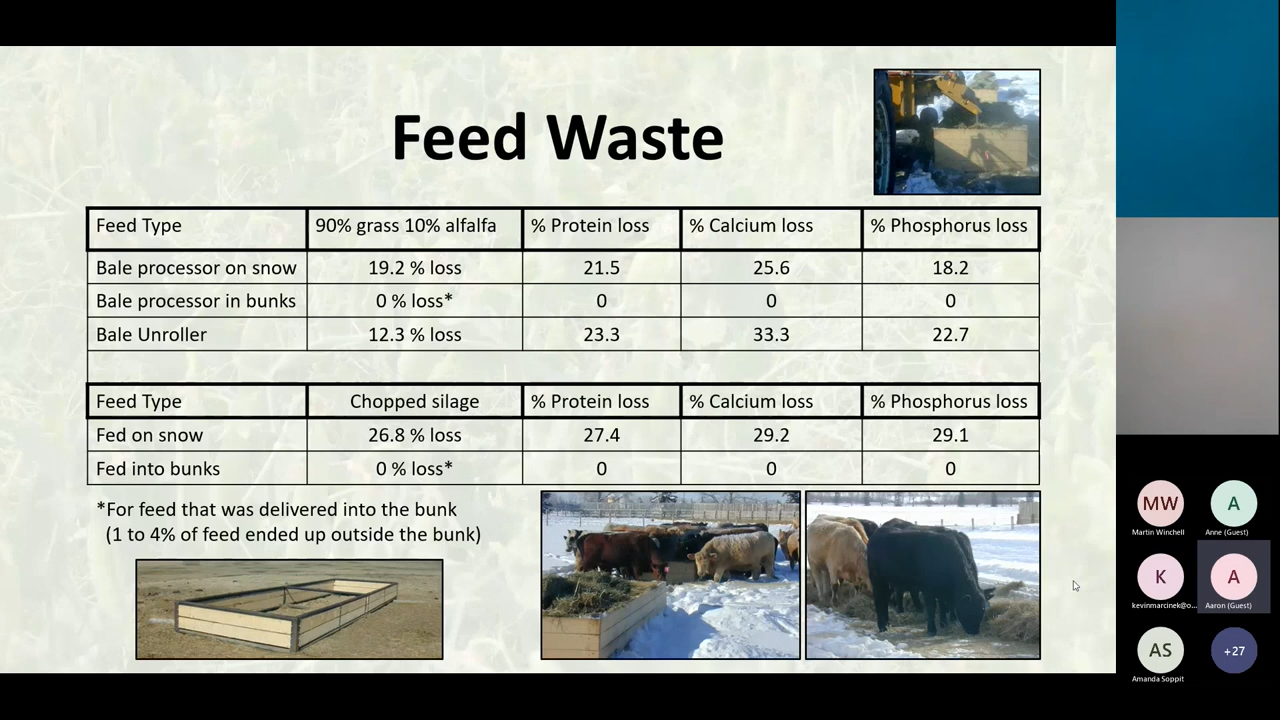 Feed Waste
Feed Type 90% grass 10% alfalfa % Protein loss % Calcium loss % Phosphorus loss
Bale processor on snow 19.2 % loss 21.5 25.6 18.2
Bale processor in bunks 0 % loss* 0 0 0
Bale Unroller 12.3 % loss 23.3 33.3 22.7
Feed Type Chopped silage % Protein loss % Calcium loss % Phosphorus loss
Fed on snow 26.8 % loss 27.4 29.2 29.1
Fed into bunks 0 % loss* 0 0 0
*For feed that was delivered into the bunk
(1 to 4% of feed ended up outside the bunk)
MW A
Martin Winchell Anne (Guest)
K A
kevinmarcinek@o... Aaron (Guest)
AS +27
Amanda Soppit